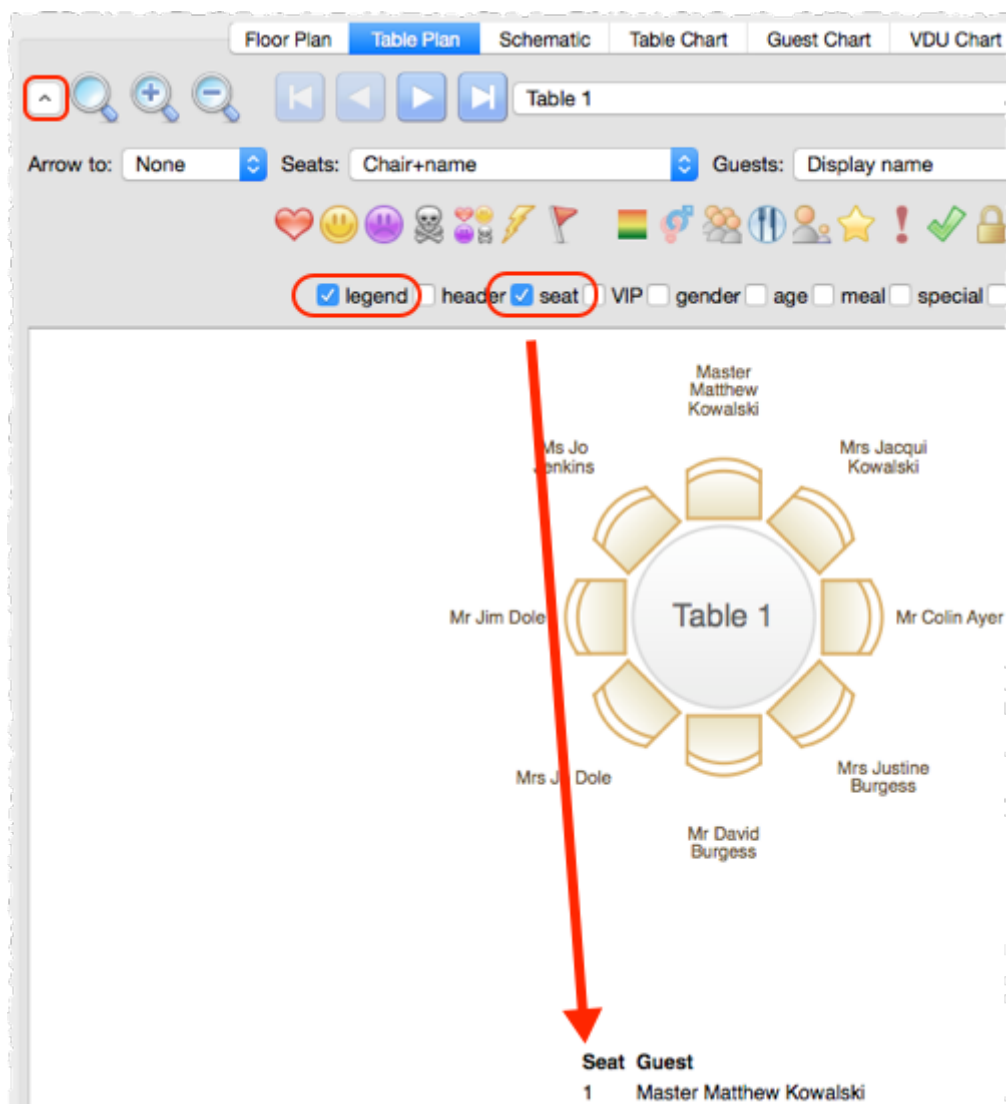 Floor Plan Table Plan Schematic Table Chart Guest Chart VDU Chart
Table 1
Arrow to: None Seats: Chair+name Guests: Display name
legend header seat VIP gender age meal special
Master
Matthew
Kowalski
Ms Jo
Jenkins
Mrs Jacqui
Kowalski
Mr Jim Dole
Table 1
Mr Colin Ayer
Mrs Dole
Mrs Justine
Burgess
Mr David
Burgess
Seat Guest
1 Master Matthew Kowalski